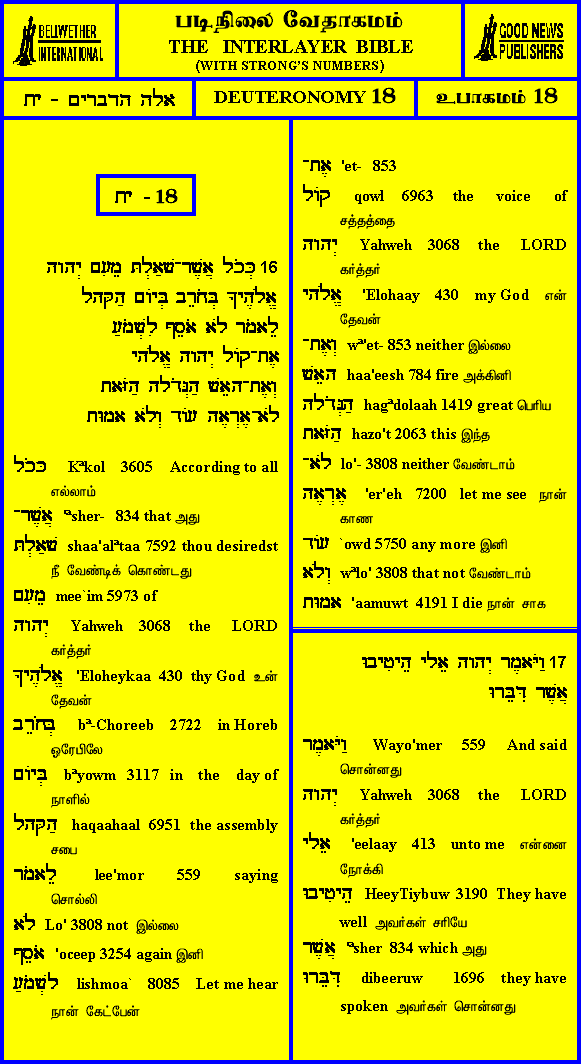 BELLWETHER
INTERNATIONAL
படிநிலை வேதாகமம்
THE INTERLAYER BIBLE
(WITH STRONG'S NUMBERS)
GOOD NEWS
PUBLISHERS
אלה הדברים - יח
DEUTERONOMY 18
உபாகமம் 18
18 - יח
16 כְּכֹל אֲשֶׁר־שָׁאַלְתָּ מֵעִם יְהוָה
אֱלֹהֶיךָ בְּחֹרֵב בְּיוֹם הַקָּהָל
לֵאמֹר לֹא אֹסֵף לִשְׁמֹעַ
אֶת־קוֹל יְהוָה אֱלֹהָי
וְאֶת־הָאֵשׁ הַגְּדֹלָה הַזֹּאת
לֹא־אֶרְאֶה עוֹד וְלֹא אָמוּת
כְּכֹל Kªkol 3605 According to all
எல்லாம்
אֲשֶׁר־ ªsher- 834 that அது
שָׁאַלְתָּ shaa'alªtaa 7592 thou desiredst
நீ வேண்டிக் கொண்டது
מֵעִם mee`im 5973 of
יְהוָה Yahweh 3068 the LORD
கர்த்தர்
אֱלֹהֶיךָ 'Eloheykaa 430 thy God உன்
தேவன்
בְּחֹרֵב bª-Choreeb 2722 in Horeb
ஓரேபிலே
בְּיוֹם bªyowm 3117 in the day of
நாளில்
הַקָּהָל haqaahaal 6951 the assembly
சபை
לֵאמֹר lee'mor 559 saying
சொல்லி
לֹא Lo' 3808 not இல்லை
אֹסֵף 'oceep 3254 again இனி
לִשְׁמֹעַ lishmoa` 8085 Let me hear
நான் கேட்பேன்
אֶת־ 'et- 853
קוֹל qowl 6963 the voice of
சத்தத்தை
יְהוָה Yahweh 3068 the LORD
கர்த்தர்
אֱלֹהָי 'Elohaay 430 my God என்
தேவன்
וְאֶת־ wª'et- 853 neither இல்லை
הָאֵשׁ haa'eesh 784 fire அக்கினி
הַגְּדֹלָה hagªdolaah 1419 great பெரிய
הַזֹּאת hazo't 2063 this இந்த
לֹא־ lo'- 3808 neither வேண்டாம்
אֶרְאֶה 'er'eh 7200 let me see நான்
காண
עוֹד `owd 5750 any more இனி
וְלֹא wªlo' 3808 that not வேண்டாம்
אָמוּת 'aamuwt 4191 I die நான் சாக
17 וַיֹּאמֶר יְהוָה אֵלָי הֵיטִיבוּ
אֲשֶׁר דִּבֵּרוּ
וַיֹּאמֶר Wayo'mer 559 And said
சொன்னது
יְהוָה Yahweh 3068 the LORD
கர்த்தர்
אֵלָי 'eelaay 413 unto me என்னை
நோக்கி
הֵיטִיבוּ HeeyTiybuw 3190 They have
well அவர்கள் சரியே
אֲשֶׁר ªsher 834 which அது
דִּבֵּרוּ dibeeruw 1696 they have
spoken அவர்கள் சொன்னது